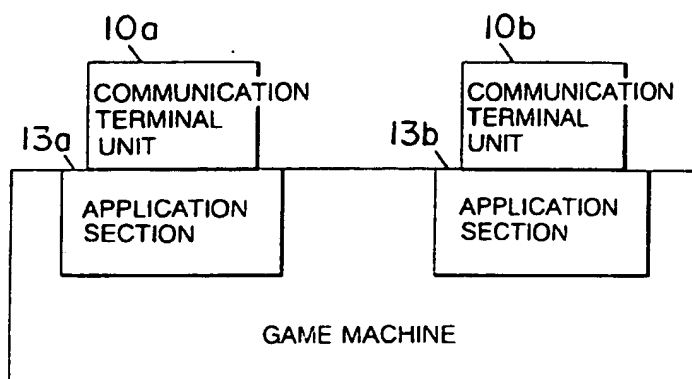 10a
10b
COMMUNICATION
TERMINAL
UNIT
COMMUNICATION
TERMINAL
UNIT
13a
13b
APPLICATION
SECTION
APPLICATION
SECTION
GAME MACHINE